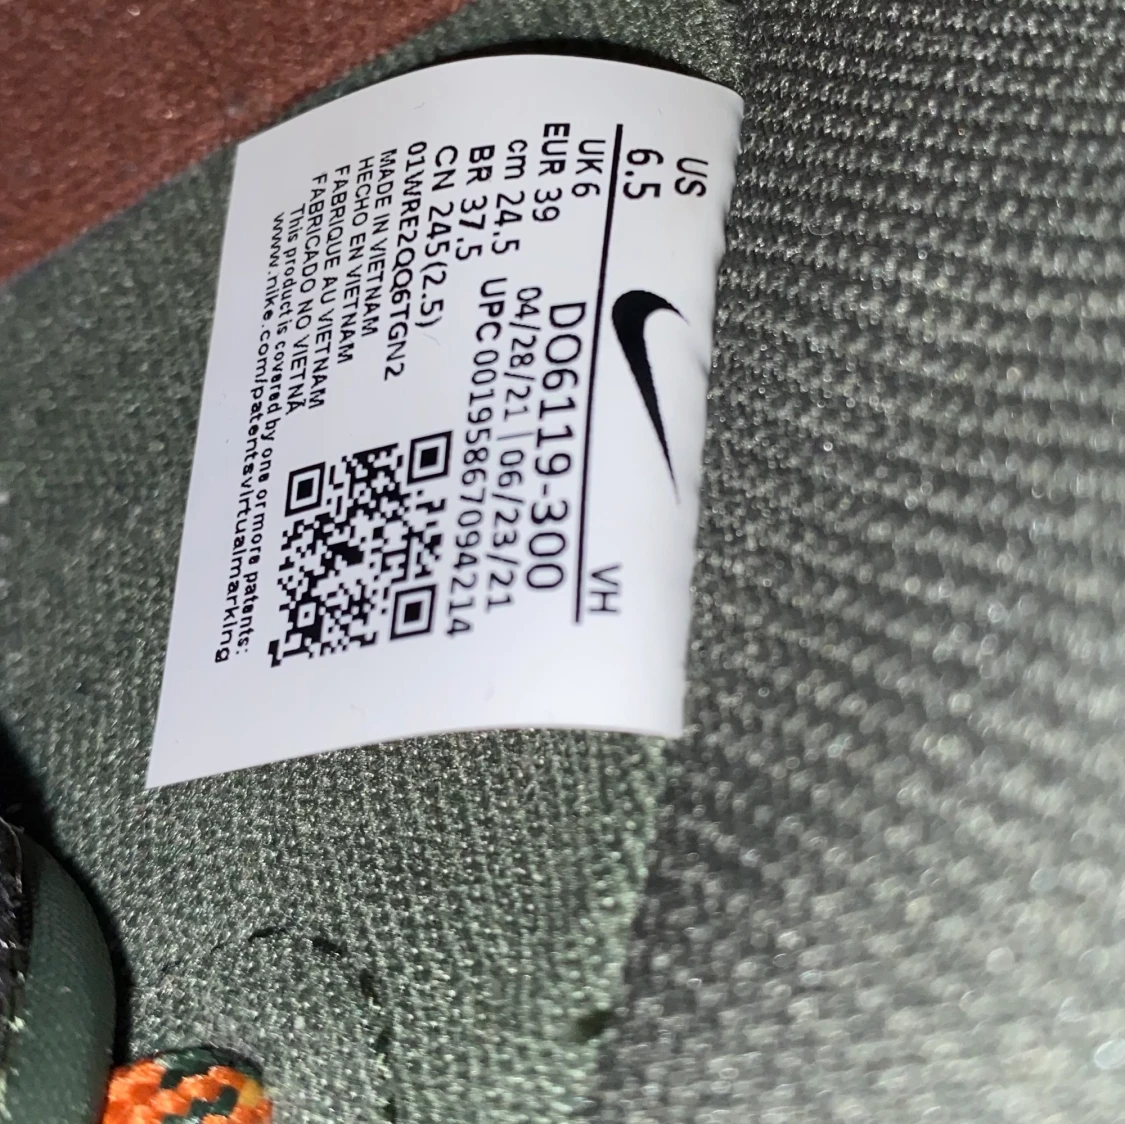 US
6.5
VH
UK 6
EUR 39
cm 24.5
BR 37.5
CN 245(2.5)
DO6119-300
04/28/21 | 06/23/21
UPC 00195867094214
01WRE2QQ6TGN2
MADE IN VIETNAM
HECHO EN VIETNAM
FABRIQUE AU VIETNAM
FABRICADO NO VIETNÃ
This product is covered by one or more patents:
www.nike.com/patentsvirtualmarking